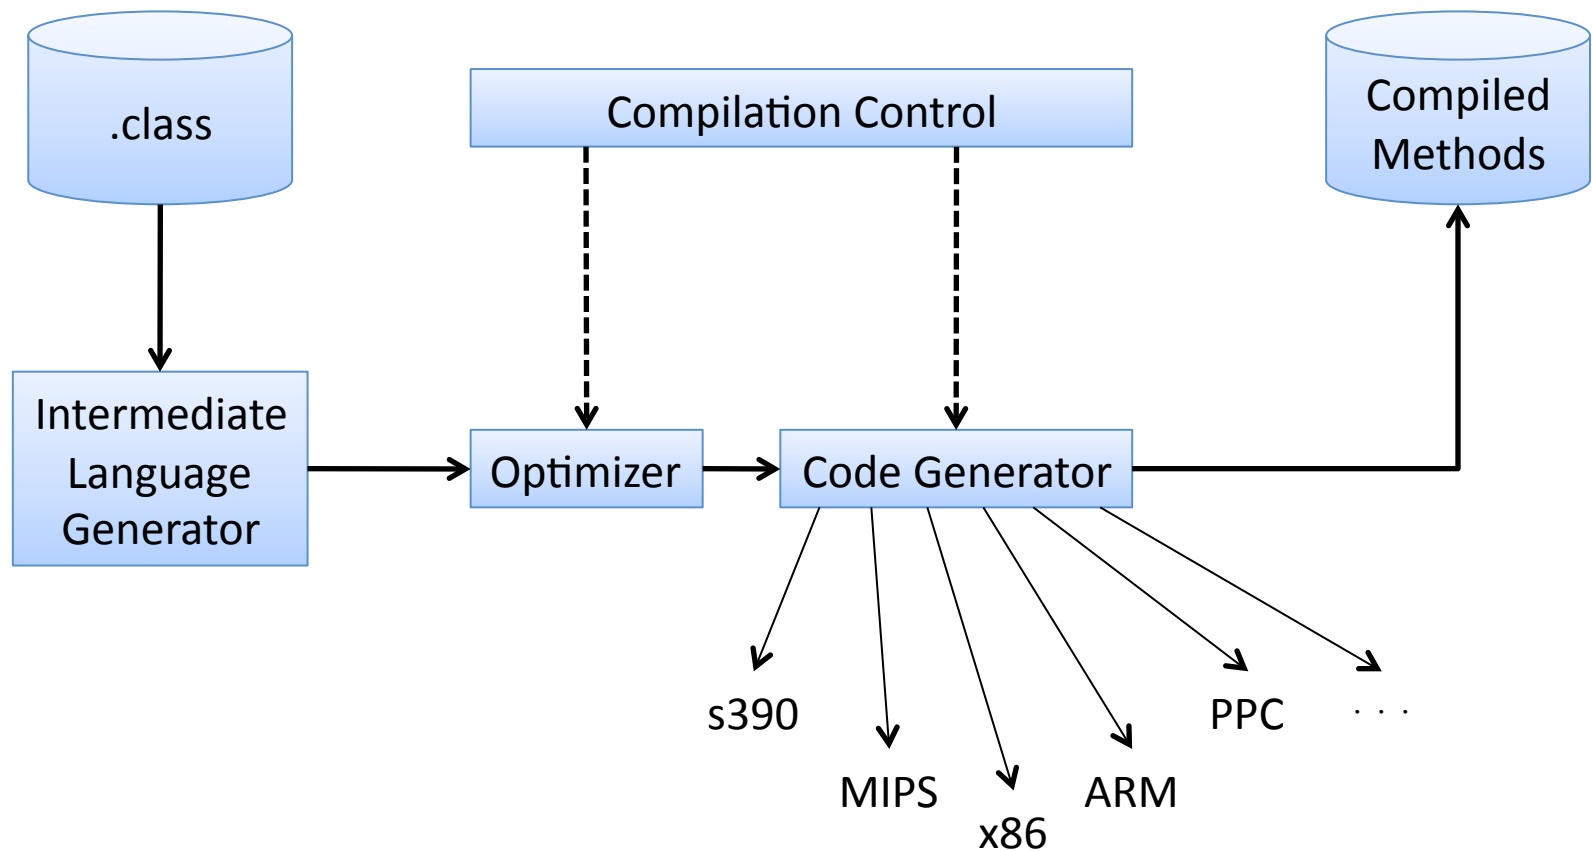 .class
Compilation Control
Compiled
Methods
Intermediate
Language
Generator
Optimizer
Code Generator
s390
MIPS
x86
ARM
PPC
. . .